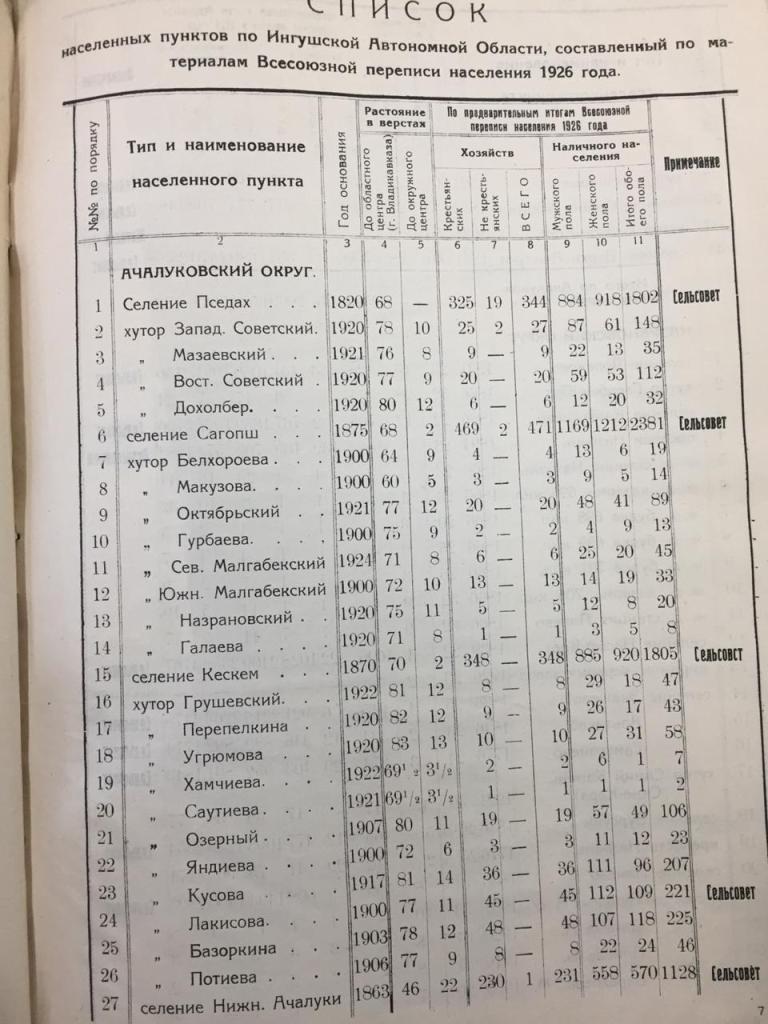 СПИСОК
населенных пунктов по Ингушской Автономной Области, составленный по ма-
териалам Всесоюзной переписи населения 1926 года.
№№ по порядку
Тип и наименование
населенного пункта
Год основания
Растояние
в верстах
До областного
центра
(г. Владикавказа)
До окружного
центра
По предварительным итогам Всесоюзной
переписи населения 1926 года
Хозяйств
Крестьян-
ских
Не кресть-
янских
ВСЕГО
Наличного на-
селения
Мужского
пола
Женского
пола
Итого обо-
его пола
Примечание
1 2 3 4 5 6 7 8 9 10 11
АЧАЛУКОВСКИЙ ОКРУГ.
1 Селение Пседах . . . 1820 68 — 325 19 344 884 918 1802 Сельсовет
2 хутор Запад. Советский. 1920 78 10 25 2 27 87 61 148
3 „ Мазаевский . . . 1921 76 8 9 — 9 22 13 35
4 „ Вост. Советский . 1920 77 9 20 — 20 59 53 112
5 „ Дохолбер. . . . 1920 80 12 6 — 6 12 20 32
6 селение Сагопш . . . 1875 68 2 469 2 471 1169 1212 2381 Сельсовет
7 хутор Белхороева . . . 1900 64 9 4 — 4 13 6 19
8 „ Макузова. . . . 1900 60 5 3 — 3 9 5 14
9 „ Октябрьский . . 1921 77 12 20 — 20 48 41 89
10 „ Гурбаева. . . . 1900 75 9 2 — 2 4 9 13
11 „ Сев. Малгабекский 1924 71 8 6 — 6 25 20 45
12 „ Южн. Малгабекский 1900 72 10 13 — 13 14 19 33
13 „ Назрановский . . 1920 75 11 5 — 5 12 8 20
14 „ Галаева . . . . 1920 71 8 1 — 1 3 5 8
15 селение Кескем . . . 1870 70 2 348 — 348 885 920 1805 Сельсовст
16 хутор Грушевский. . . 1922 81 12 8 — 8 29 18 47
17 „ Перепелкина . . 1920 82 12 9 — 9 26 17 43
18 „ Угрюмова . . . 1920 83 13 10 — 10 27 31 58
19 „ Хамчиева. . . . 1922 69¹/₂ 3¹/₂ 2 — 2 6 1 7
20 „ Саутиева. . . . 1921 69¹/₂ 3¹/₂ 1 — 1 1 1 2
21 „ Озерный . . . . 1907 80 11 19 — 19 57 49 106
22 „ Яндиева . . . . 1900 72 6 3 — 3 11 12 23
23 „ Кусова . . . . 1917 81 14 36 — 36 111 96 207
24 „ Лакисова. . . . 1900 77 11 45 — 45 112 109 221 Сельсовет
25 „ Базоркина . . . 1903 78 12 48 — 48 107 118 225
26 „ Потиева . . . . 1906 77 9 8 — 8 22 24 46
27 селение Нижн. Ачалуки 1863 46 22 230 1 231 558 570 1128 Сельсовет
7